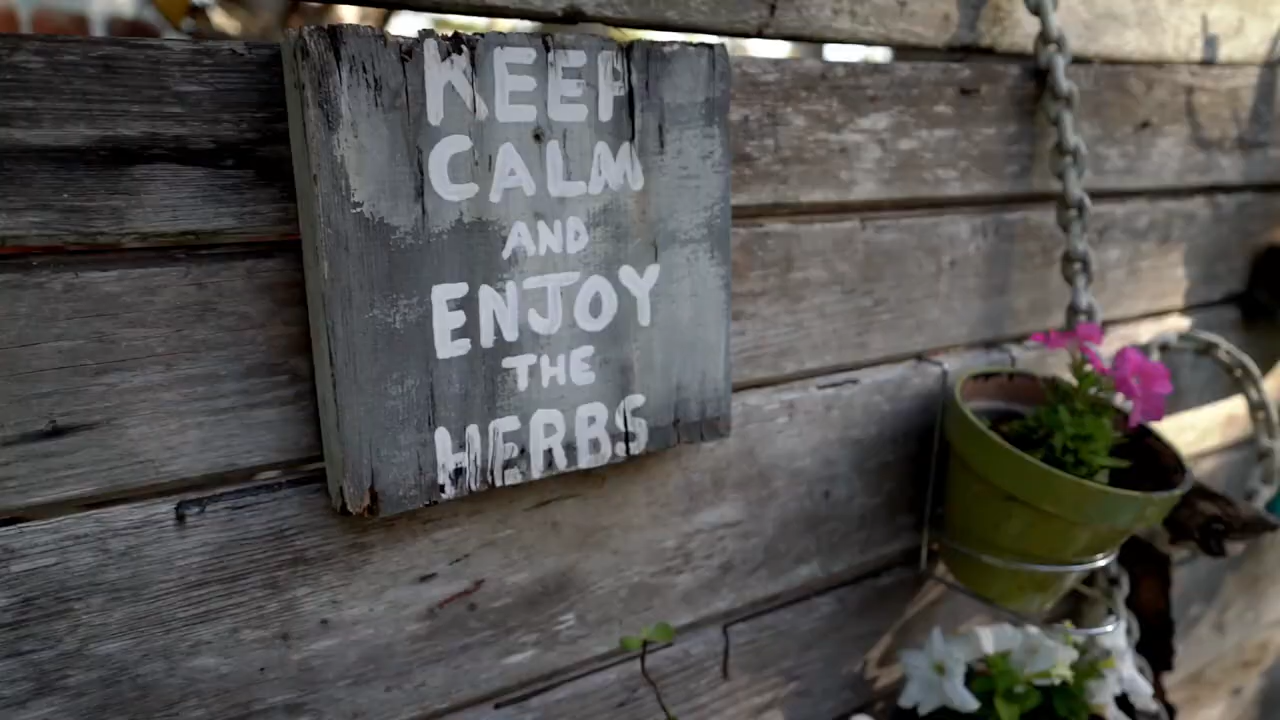 KEEP
CALM
AND
ENJOY
THE
HERBS